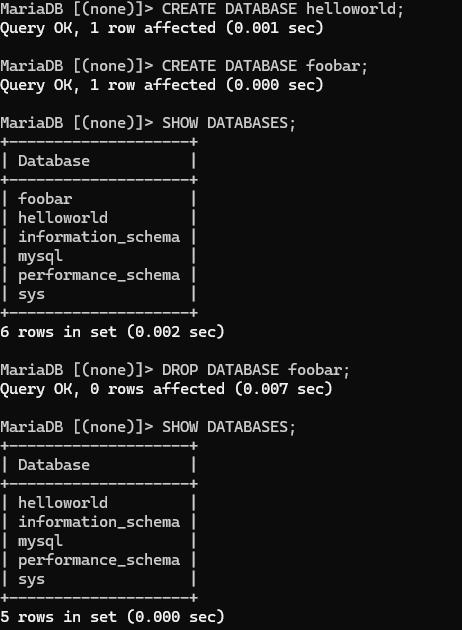 MariaDB [(none)]> CREATE DATABASE helloworld;
Query OK, 1 row affected (0.001 sec)

MariaDB [(none)]> CREATE DATABASE foobar;
Query OK, 1 row affected (0.000 sec)

MariaDB [(none)]> SHOW DATABASES;
+--------------------+
| Database           |
+--------------------+
| foobar             |
| helloworld         |
| information_schema |
| mysql              |
| performance_schema |
| sys                |
+--------------------+
6 rows in set (0.002 sec)

MariaDB [(none)]> DROP DATABASE foobar;
Query OK, 0 rows affected (0.007 sec)

MariaDB [(none)]> SHOW DATABASES;
+--------------------+
| Database           |
+--------------------+
| helloworld         |
| information_schema |
| mysql              |
| performance_schema |
| sys                |
+--------------------+
5 rows in set (0.000 sec)